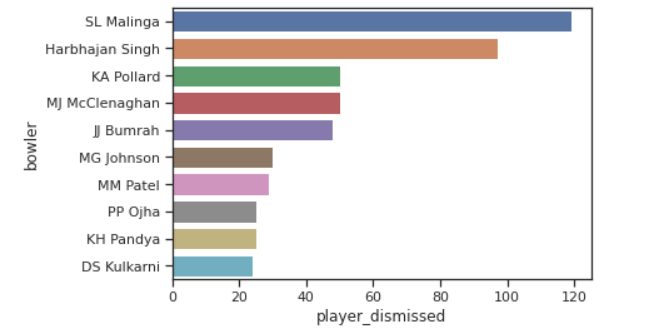 SL Malinga
Harbhajan Singh
KA Pollard
MJ McClenaghan
JJ Bumrah
MG Johnson
MM Patel
PP Ojha
KH Pandya
DS Kulkarni
bowler
0 20 40 60 80 100 120
player_dismissed